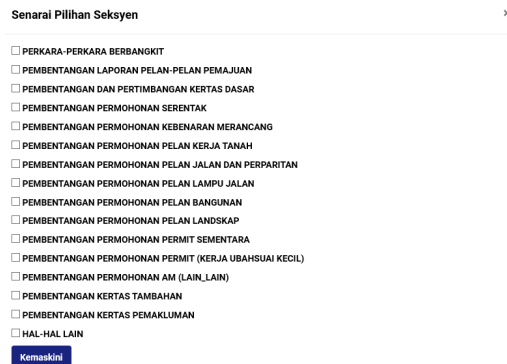 Senarai Pilihan Seksyen
PERKARA-PERKARA BERBANGKIT
PEMBENTANGAN LAPORAN PELAN-PELAN PEMAJUAN
PEMBENTANGAN DAN PERTIMBANGAN KERTAS DASAR
PEMBENTANGAN PERMOHONAN SERENTAK
PEMBENTANGAN PERMOHONAN KEBENARAN MERANCANG
PEMBENTANGAN PERMOHONAN PELAN KERJA TANAH
PEMBENTANGAN PERMOHONAN PELAN JALAN DAN PERPARITAN
PEMBENTANGAN PERMOHONAN PELAN LAMPU JALAN
PEMBENTANGAN PERMOHONAN PELAN BANGUNAN
PEMBENTANGAN PERMOHONAN PELAN LANDSKAP
PEMBENTANGAN PERMOHONAN PERMIT SEMENTARA
PEMBENTANGAN PERMOHONAN PERMIT (KERJA UBAHSUAI KECIL)
PEMBENTANGAN PERMOHONAN AM (LAIN_LAIN)
PEMBENTANGAN KERTAS TAMBAHAN
PEMBENTANGAN KERTAS PEMAKLUMAN
HAL-HAL LAIN
Kemaskini